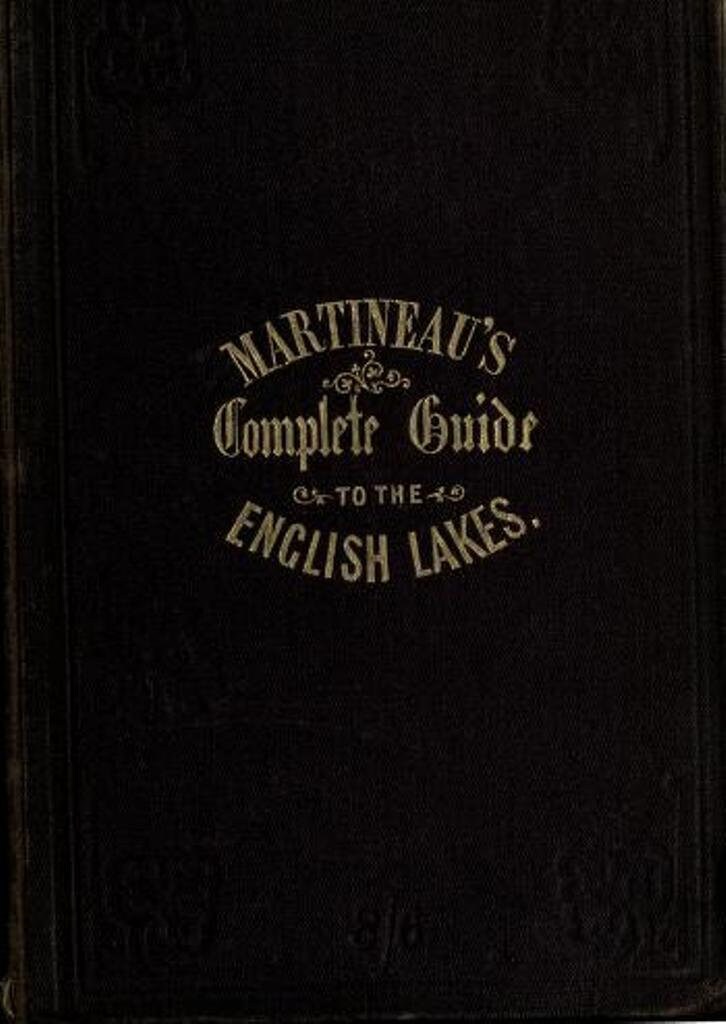 MARTINEAU'S
Complete Guide
TO THE
ENGLISH LAKES.